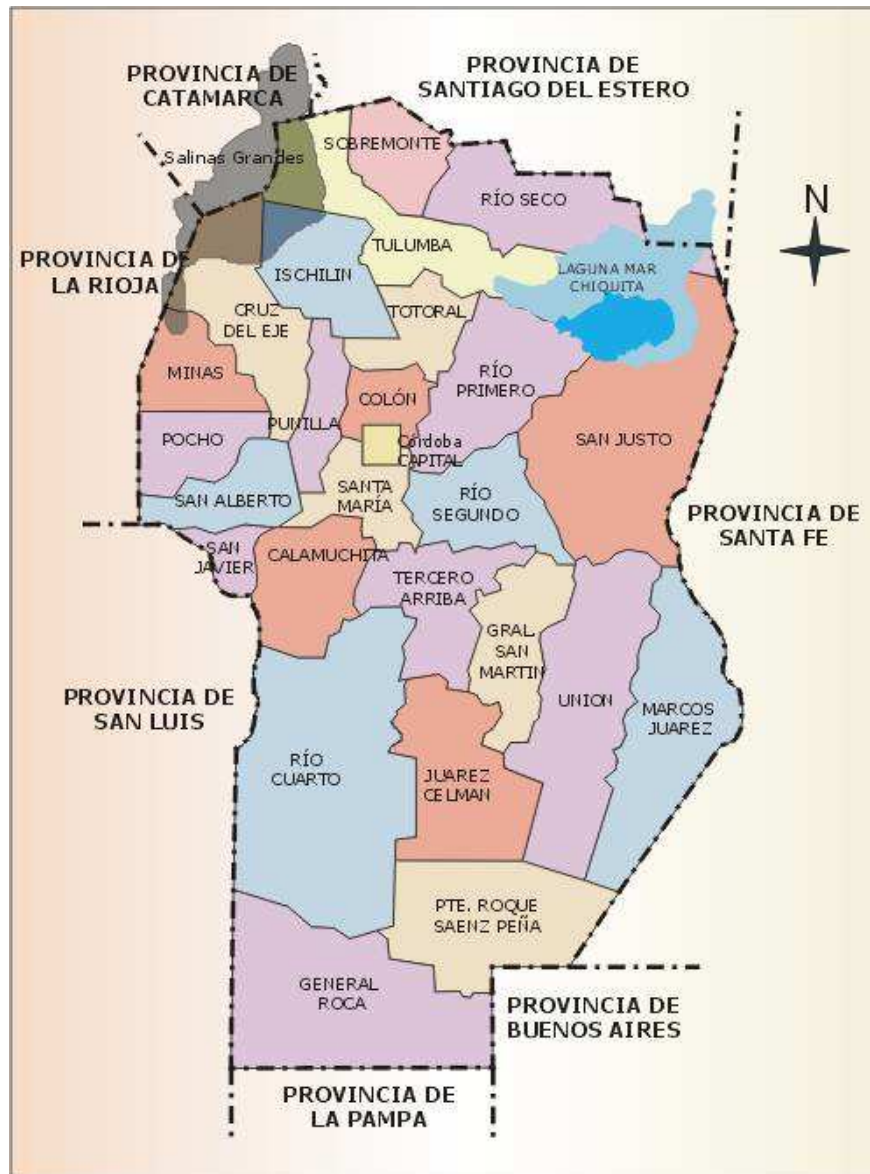 PROVINCIA DE
CATAMARCA
PROVINCIA DE
SANTIAGO DEL ESTERO
SOBREMONTE
Salinas Grandes
RÍO SECO
N
TULUMBA
PROVINCIA DE
LA RIOJA
ISCHILIN
LAGUNA MAR
CHIQUITA
CRUZ
DEL EJE
TOTORAL
MINAS
RÍO
PRIMERO
COLÓN
PUNILLA
POCHO
Córdoba
CAPITAL
SAN JUSTO
SAN ALBERTO
SANTA
MARÍA
RÍO
SEGUNDO
PROVINCIA DE
SANTA FE
SAN
JAVIER
CALAMUCHITA
TERCERO
ARRIBA
GRAL.
SAN
MARTIN
PROVINCIA DE
SAN LUIS
UNION
MARCOS
JUAREZ
RÍO
CUARTO
JUAREZ
CELMAN
PTE. ROQUE
SAENZ PEÑA
GENERAL
ROCA
PROVINCIA DE
BUENOS AIRES
PROVINCIA DE
LA PAMPA